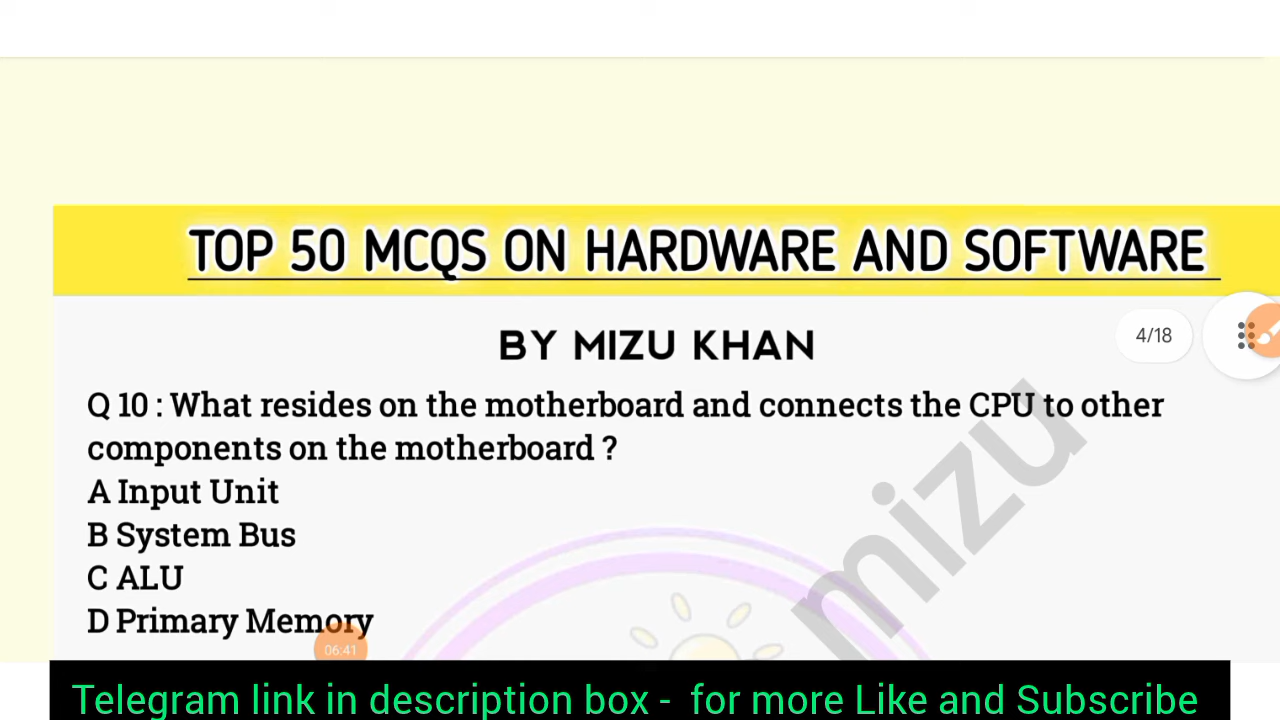 TOP 50 MCQS ON HARDWARE AND SOFTWARE
BY MIZU KHAN
4/18
Q 10 : What resides on the motherboard and connects the CPU to other
components on the motherboard ?
A Input Unit
B System Bus
C ALU
D Primary Memory
mizu
06:41
Telegram link in description box - for more Like and Subscribe